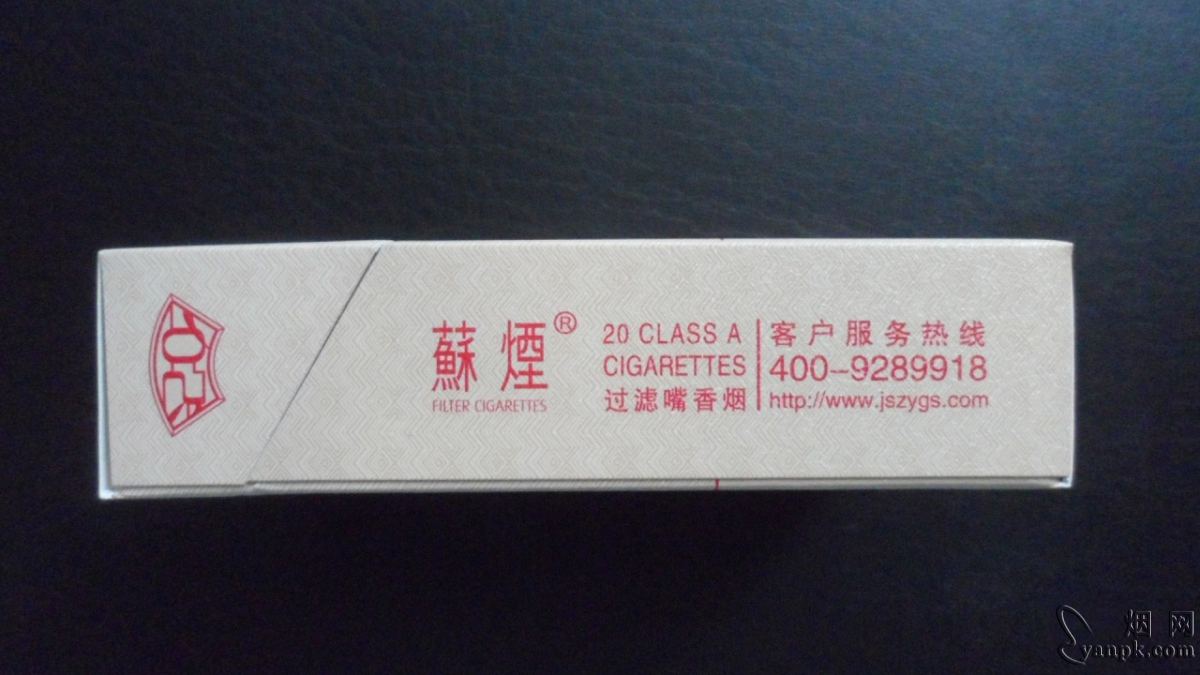 蘇煙®
FILTER CIGARETTES
20 CLASS A
CIGARETTES
过滤嘴香烟
客户服务热线
400--9289918
http://www.jszygs.com
烟网
yanpk.com